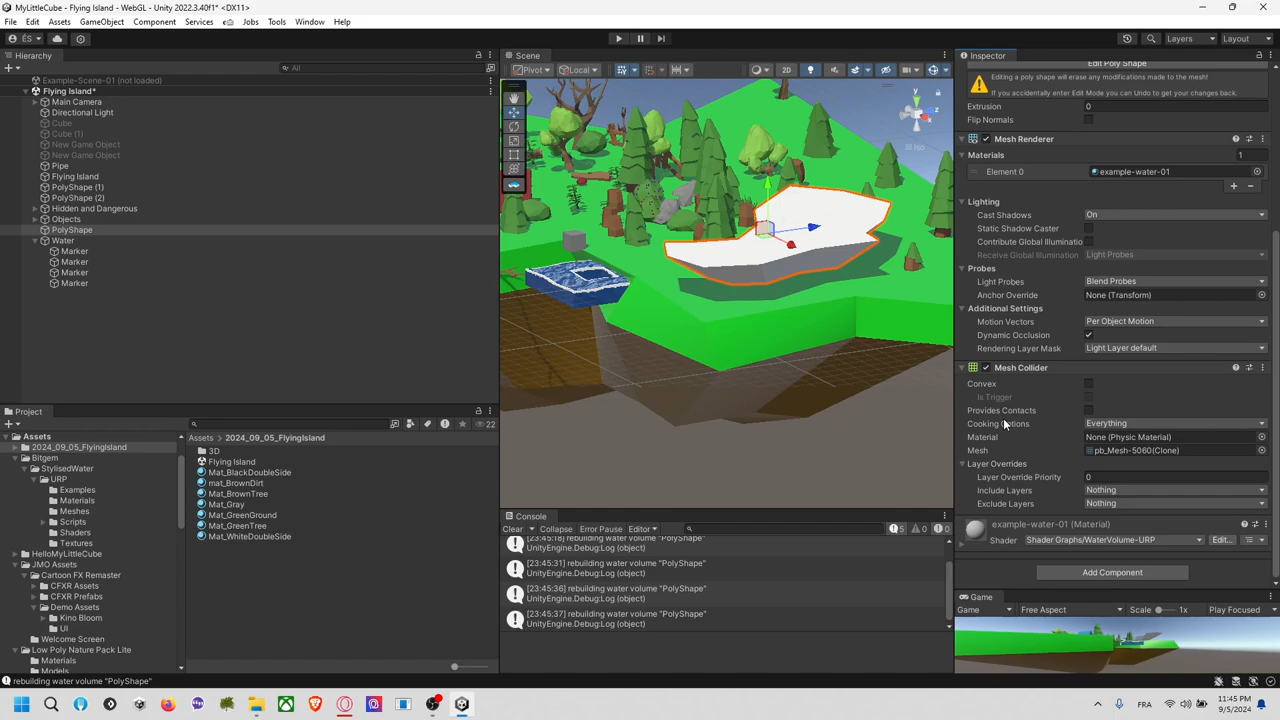 MyLittleCube - Flying Island - WebGL - Unity 2022.3.40f1* <DX11>
File Edit Assets GameObject Component Services Jobs Tools Window Help
ÉS Layers Layout
Hierarchy
All
Example-Scene-01 (not loaded)
Flying Island*
Main Camera
Directional Light
Cube
Cube (1)
New Game Object
New Game Object
Pipe
Flying Island
PolyShape (1)
PolyShape (2)
Hidden and Dangerous
Objects
PolyShape
Water
Marker
Marker
Marker
Marker
Scene
Pivot Local 2D
Iso
y
z
Inspector
Edit Poly Shape
Editing a poly shape will erase any modifications made to the mesh!
If you accidentally enter Edit Mode you can Undo to get your changes back.
Extrusion 0
Flip Normals
Mesh Renderer
Materials 1
Element 0 example-water-01
Lighting
Cast Shadows On
Static Shadow Caster
Contribute Global Illuminatio
Receive Global Illumination Light Probes
Probes
Light Probes Blend Probes
Anchor Override None (Transform)
Additional Settings
Motion Vectors Per Object Motion
Dynamic Occlusion
Rendering Layer Mask Light Layer default
Mesh Collider
Convex
Is Trigger
Provides Contacts
Cooking Options Everything
Material None (Physic Material)
Mesh pb_Mesh-5060(Clone)
Layer Overrides
Layer Override Priority 0
Include Layers Nothing
Exclude Layers Nothing
example-water-01 (Material)
Shader Shader Graphs/WaterVolume-URP Edit...
Add Component
Game
Game Free Aspect Scale 1x Play Focused
Project
22
Assets
2024_09_05_FlyingIsland
Bitgem
StylisedWater
URP
Examples
Materials
Meshes
Scripts
Shaders
Textures
HelloMyLittleCube
JMO Assets
Cartoon FX Remaster
CFXR Assets
CFXR Prefabs
Demo Assets
Kino Bloom
UI
Welcome Screen
Low Poly Nature Pack Lite
Materials
Models
Assets > 2024_09_05_FlyingIsland
3D
Flying Island
Mat_BlackDoubleSide
mat_BrownDirt
Mat_BrownTree
Mat_Gray
Mat_GreenGround
Mat_GreenTree
Mat_WhiteDoubleSide
Console
Clear Collapse Error Pause Editor 5 0 0
[23:45:18] rebuilding water volume "PolyShape"
UnityEngine.Debug:Log (object)
[23:45:31] rebuilding water volume "PolyShape"
UnityEngine.Debug:Log (object)
[23:45:36] rebuilding water volume "PolyShape"
UnityEngine.Debug:Log (object)
[23:45:37] rebuilding water volume "PolyShape"
UnityEngine.Debug:Log (object)
rebuilding water volume "PolyShape"
FRA
11:45 PM
9/5/2024